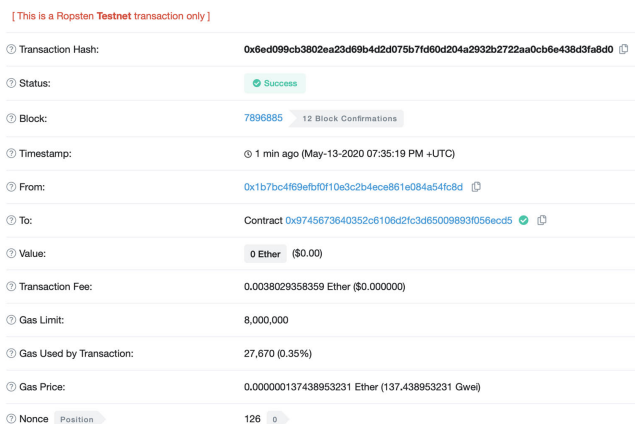 [ This is a Ropsten Testnet transaction only ]
Transaction Hash: 0x6ed099cb3802ea23d69b4d2d075b7fd60d204a2932b2722aa0cb6e438d3fa8d0
Status: Success
Block: 7896885 12 Block Confirmations
Timestamp: 1 min ago (May-13-2020 07:35:19 PM +UTC)
From: 0x1b7bc4f69efbf0f10e3c2b4ece861e084a54fc8d
To: Contract 0x9745673640352c6106d2fc3d65009893f056ecd5
Value: 0 Ether ($0.00)
Transaction Fee: 0.0038029358359 Ether ($0.000000)
Gas Limit: 8,000,000
Gas Used by Transaction: 27,670 (0.35%)
Gas Price: 0.000000137438953231 Ether (137.438953231 Gwei)
Nonce Position 126 0